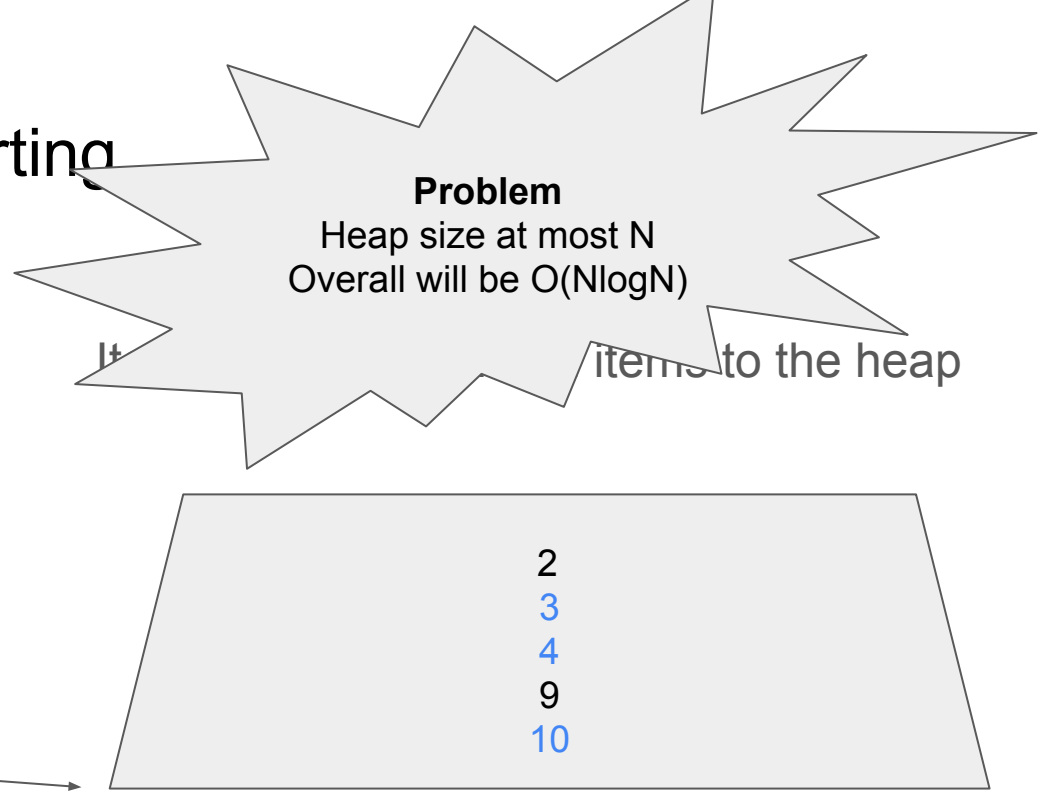 rting
Problem
Heap size at most N
Overall will be O(NlogN)
It items to the heap
2
3
4
9
10